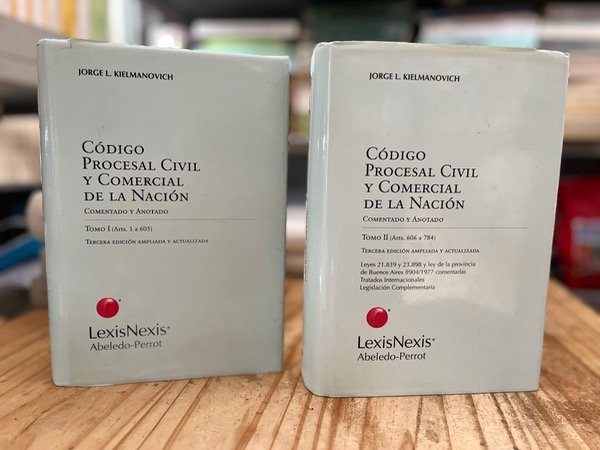 JORGE L. KIELMANOVICH
CÓDIGO
PROCESAL CIVIL
Y COMERCIAL
DE LA NACIÓN
COMENTADO Y ANOTADO
TOMO I (Arts. 1 a 605)
TERCERA EDICIÓN AMPLIADA Y ACTUALIZADA
LexisNexis®
Abeledo-Perrot
JORGE L. KIELMANOVICH
CÓDIGO
PROCESAL CIVIL
Y COMERCIAL
DE LA NACIÓN
COMENTADO Y ANOTADO
TOMO II (Arts. 606 a 784)
TERCERA EDICIÓN AMPLIADA Y ACTUALIZADA
Leyes 21.839 y 23.898 y ley de la provincia
de Buenos Aires 8904/1977 comentadas
Tratados Internacionales
Legislación Complementaria
LexisNexis®
Abeledo-Perrot